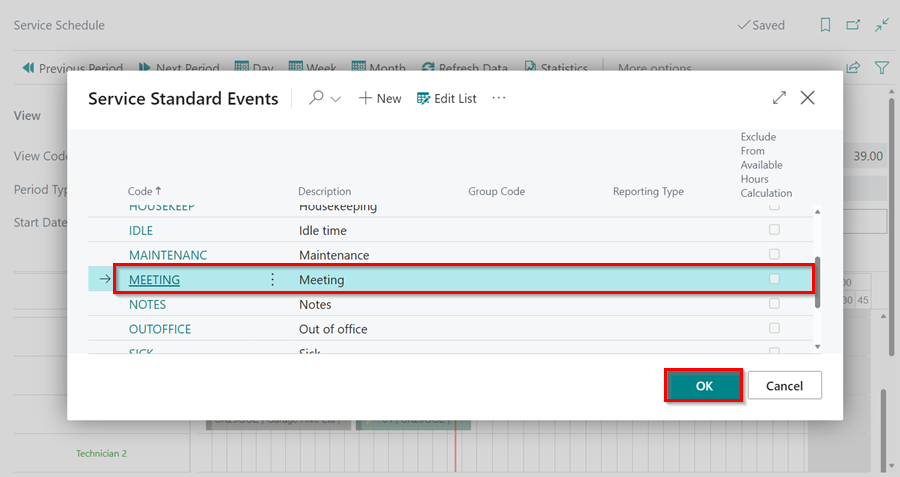 Service Schedule
Saved
Previous Period Next Period Day Week Month Refresh Data Statistics More options
Service Standard Events
New Edit List ...
View
View Code
39.00
Period Typ
Start Date
Exclude
From
Available
Hours
Calculation
Code ↑ Description Group Code Reporting Type
HOUSEKEEP Housekeeping
IDLE Idle time
MAINTENANC Maintenance
MEETING Meeting
NOTES Notes
OUTOFFICE Out of office
SICK Sick
00
30 45
OK Cancel
Technician 2